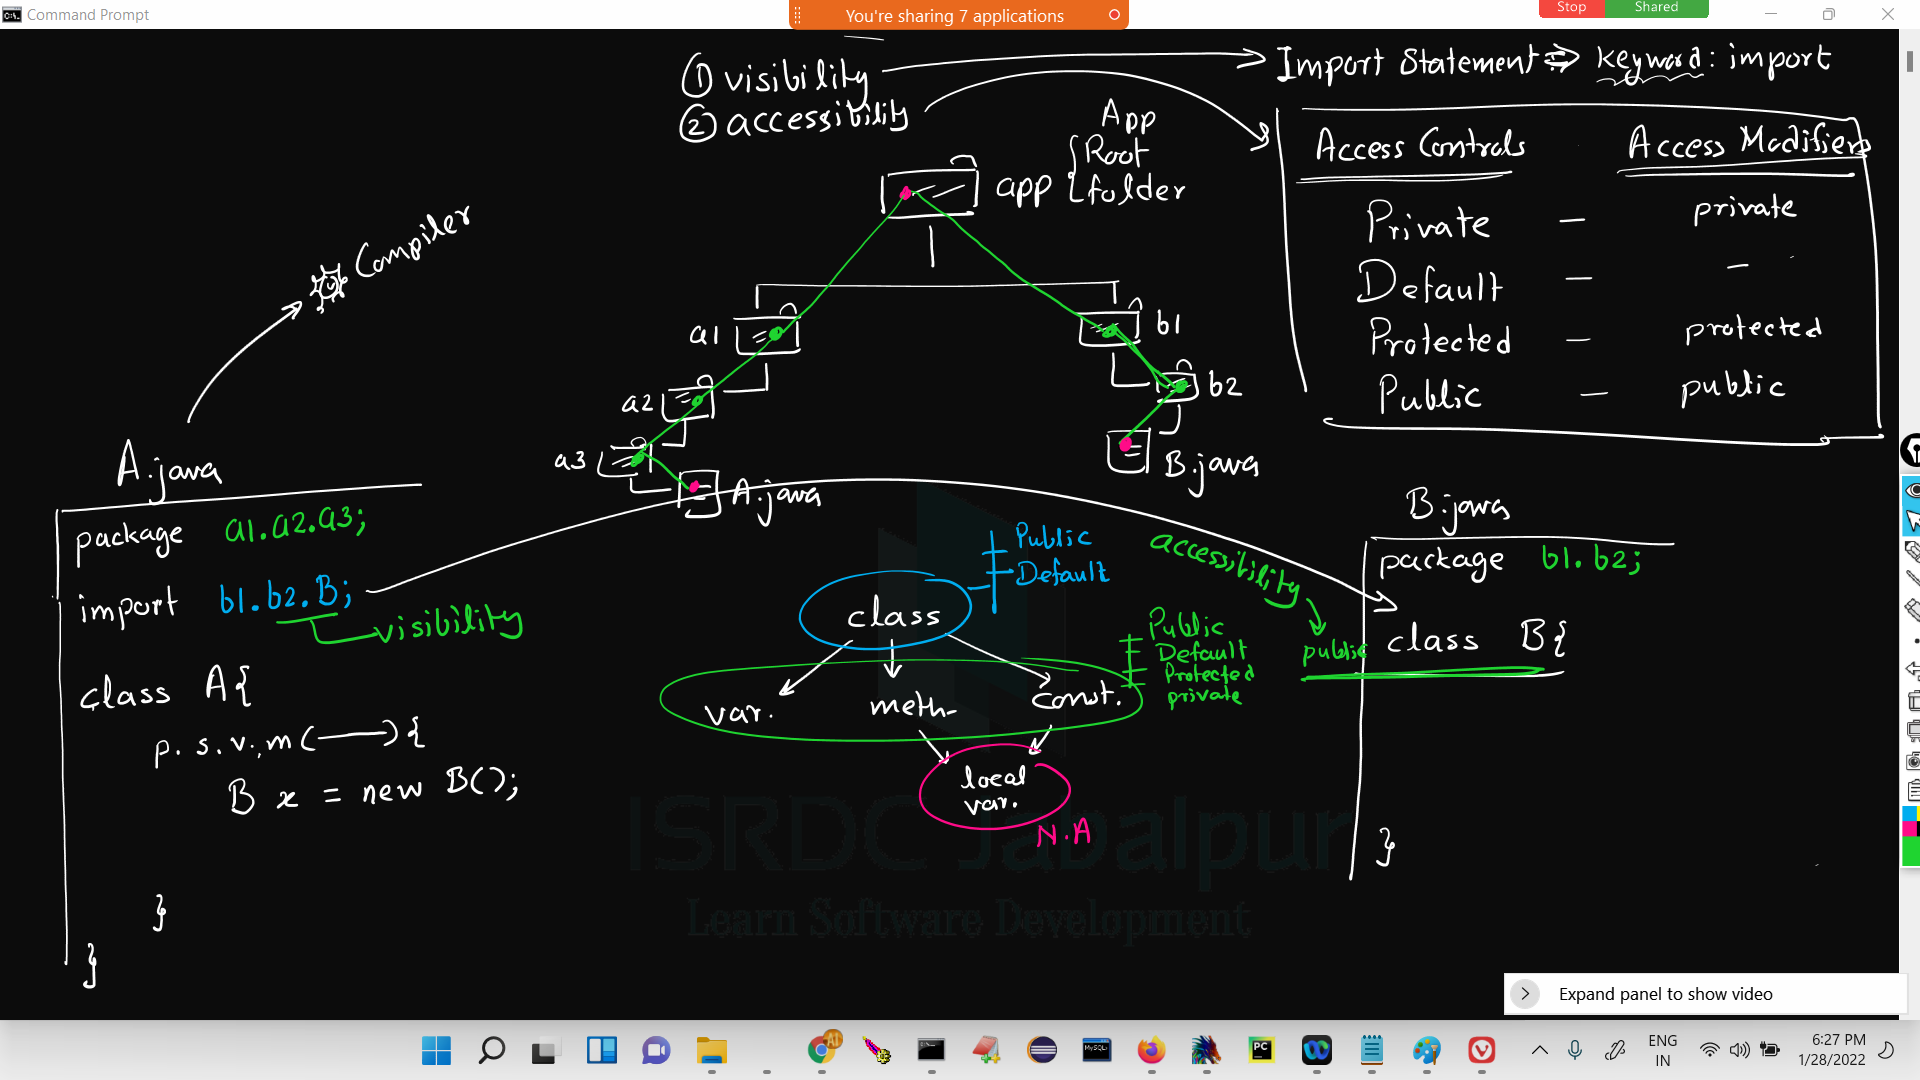 Command Prompt
You're sharing 7 applications
Stop
Shared
① visibility
② accessibility
Import Statement ⇒ keyword: import
Access Controls - Access Modifiers
Private - private
Default - -
Protected - protected
Public - public
App
Root
folder
app
a1
b1
a2
b2
a3
A.java
B.java
Compiler
A.java
package a1.a2.a3;
import b1.b2.B;
visibility
class A{
p.s.v.m( ){
B x = new B();
}
}
class
Public
Default
var.
meth-
const.
Public
Default
Protected
private
local
var.
N.A
accessibility
public
B.java
package b1.b2;
class B{
}
ISRDC Jabalpur
Learn Software Development
Expand panel to show video
AI
MySQL
PC
ENG
IN
6:27 PM
1/28/2022